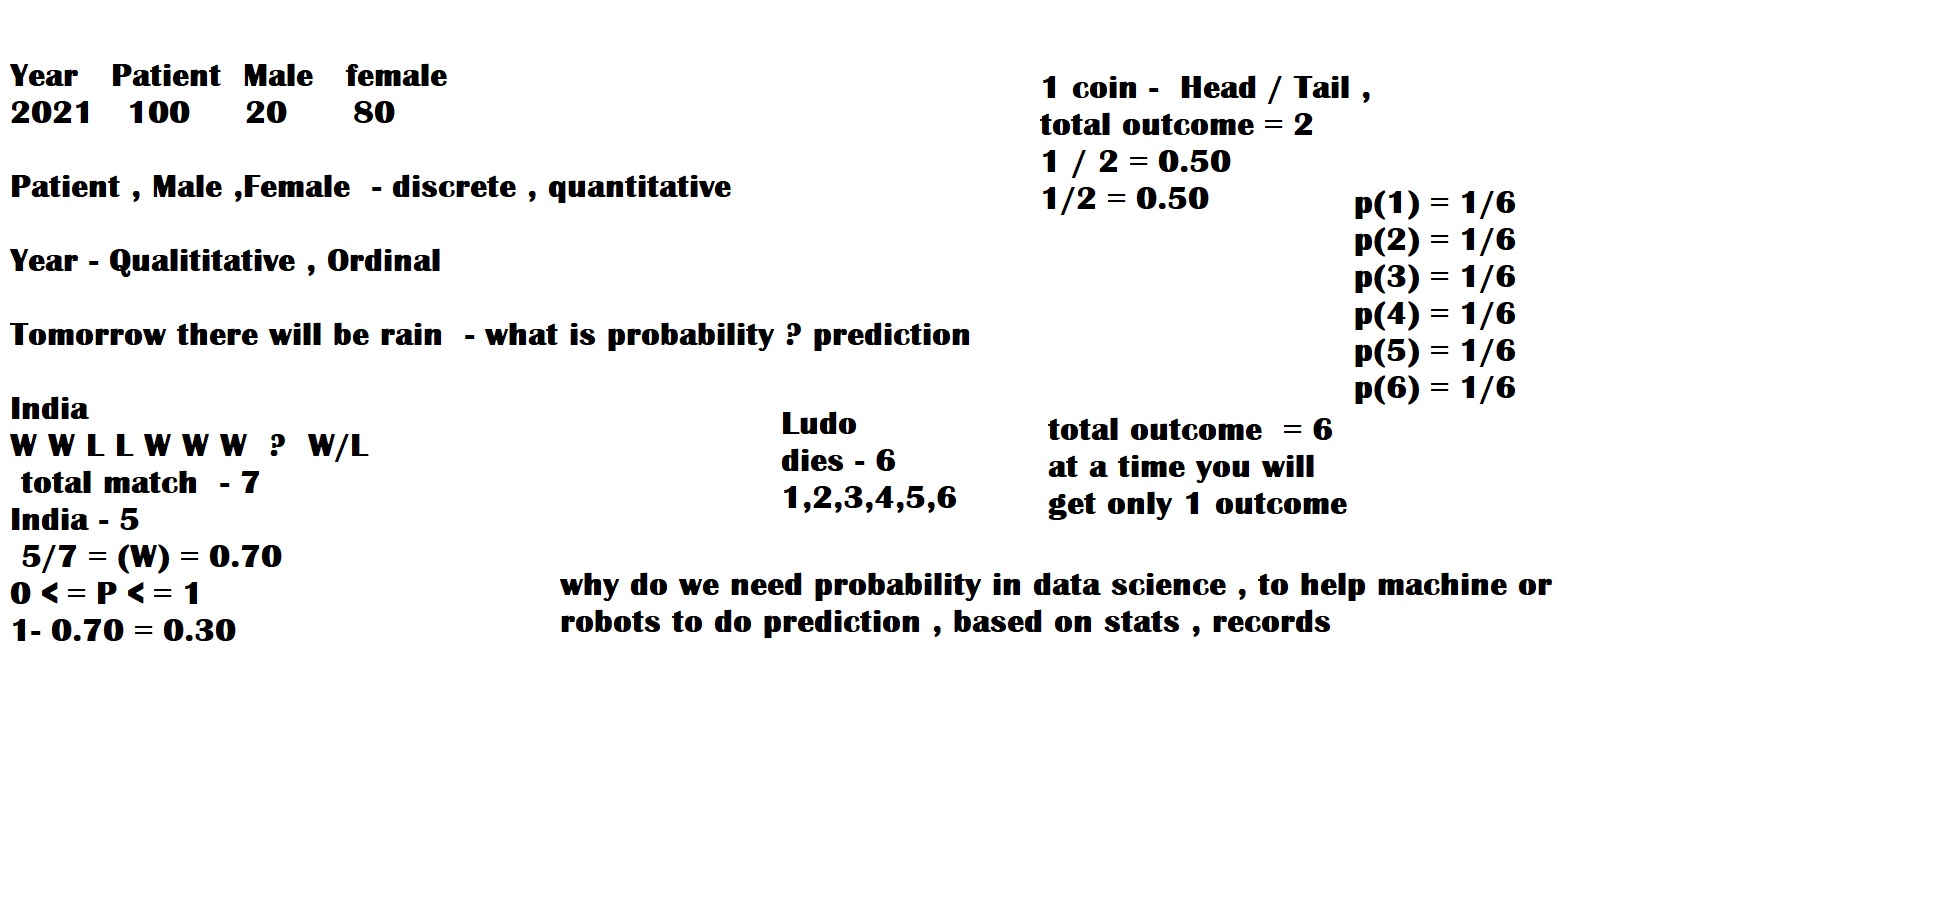 Year Patient Male female
2021 100 20 80
Patient , Male ,Female - discrete , quantitative
Year - Qualititative , Ordinal
Tomorrow there will be rain - what is probability ? prediction
India
W W L L W W W ? W/L
total match - 7
India - 5
5/7 = (W) = 0.70
0 < = P < = 1
1- 0.70 = 0.30
1 coin - Head / Tail ,
total outcome = 2
1 / 2 = 0.50
1/2 = 0.50
p(1) = 1/6
p(2) = 1/6
p(3) = 1/6
p(4) = 1/6
p(5) = 1/6
p(6) = 1/6
Ludo
dies - 6
1,2,3,4,5,6
total outcome = 6
at a time you will
get only 1 outcome
why do we need probability in data science , to help machine or
robots to do prediction , based on stats , records